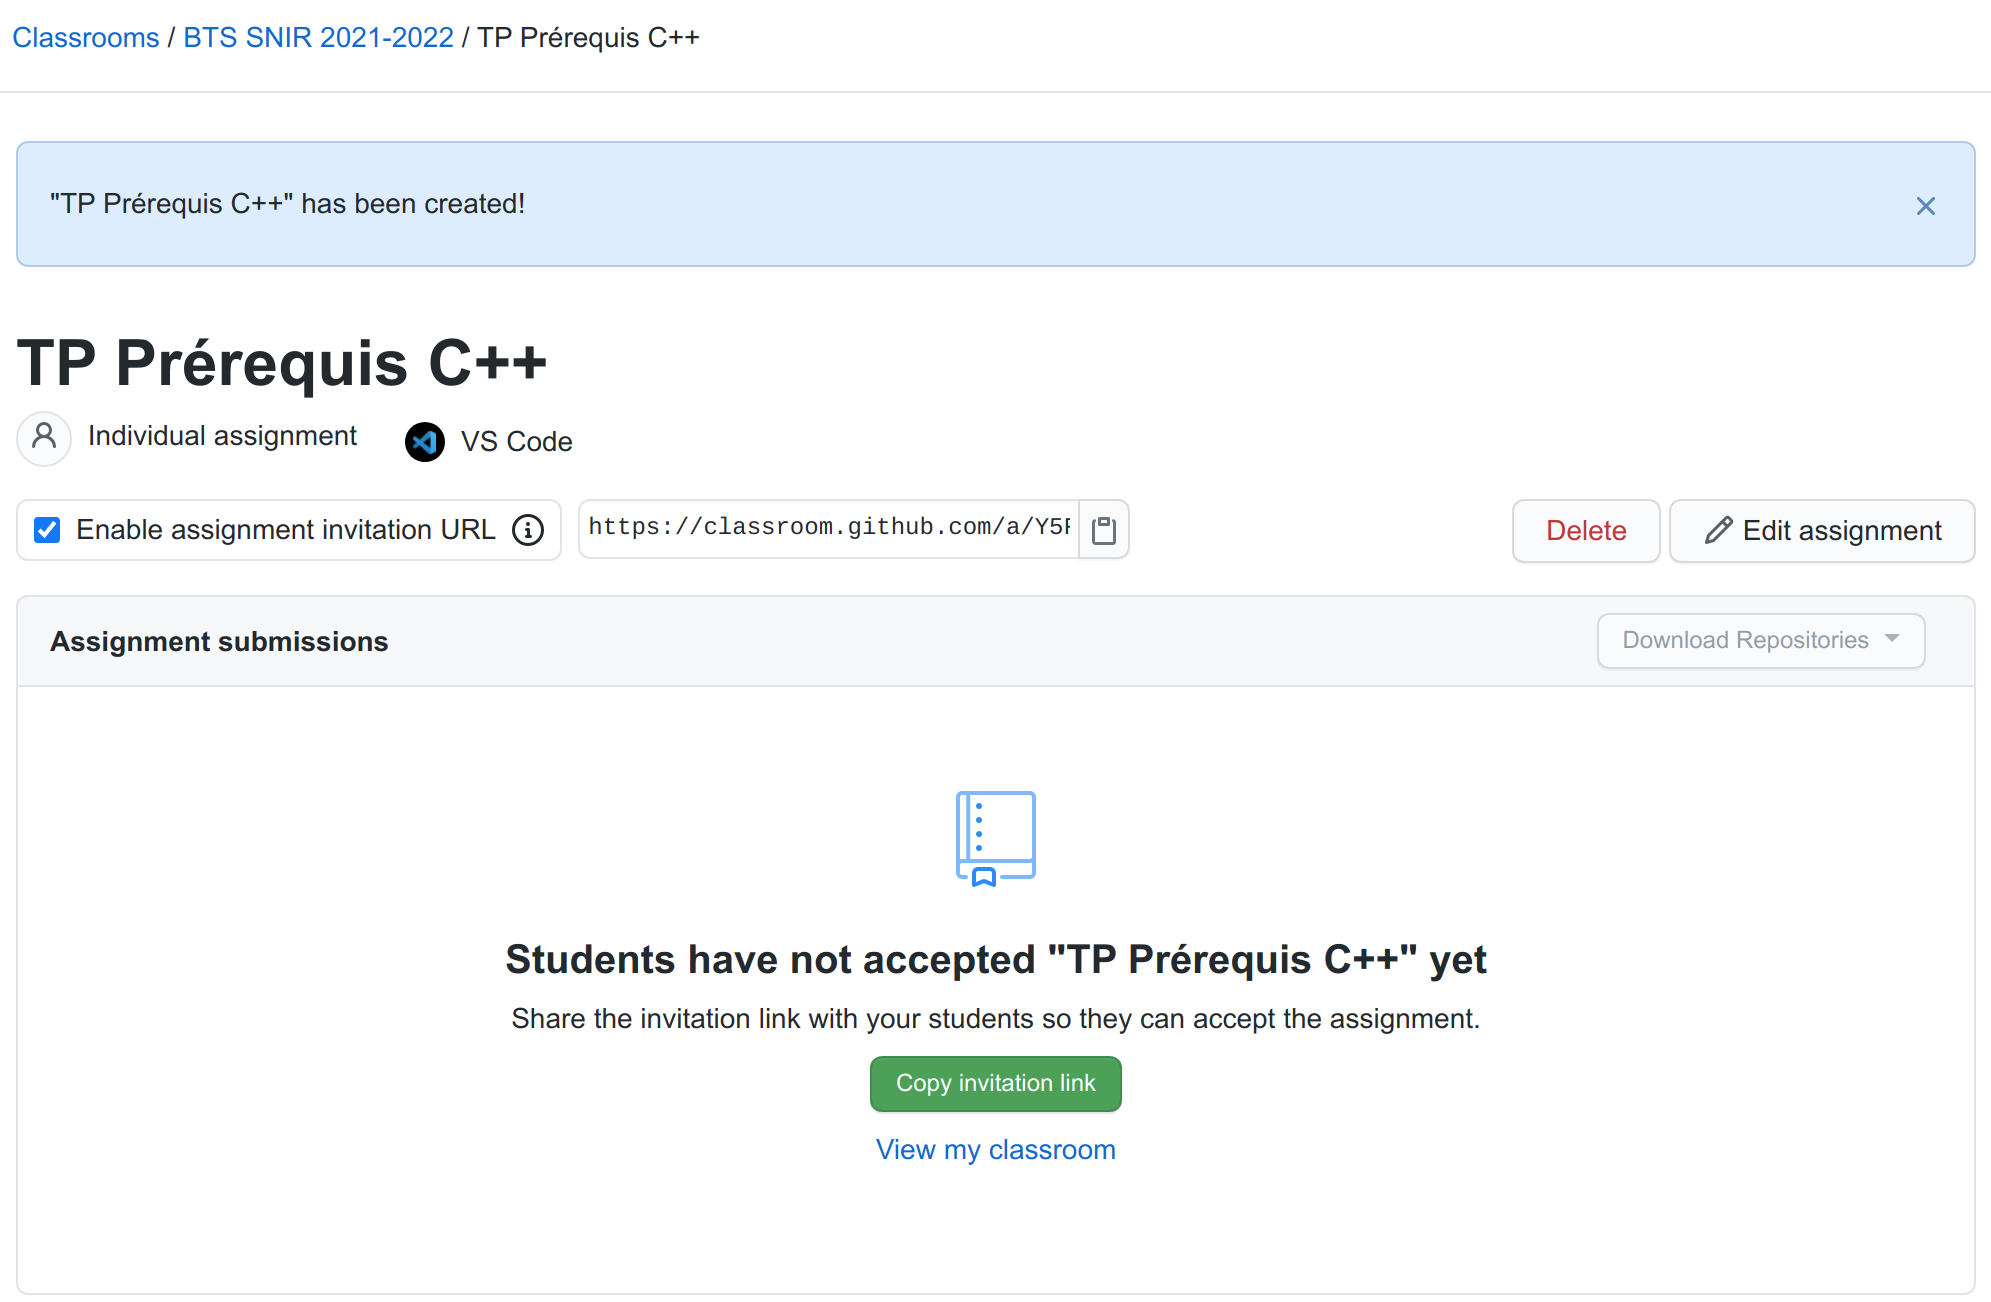 Classrooms / BTS SNIR 2021-2022 / TP Prérequis C++
"TP Prérequis C++" has been created!
TP Prérequis C++
Individual assignment VS Code
Enable assignment invitation URL https://classroom.github.com/a/Y5 Delete Edit assignment
Assignment submissions Download Repositories
Students have not accepted "TP Prérequis C++" yet
Share the invitation link with your students so they can accept the assignment.
Copy invitation link
View my classroom